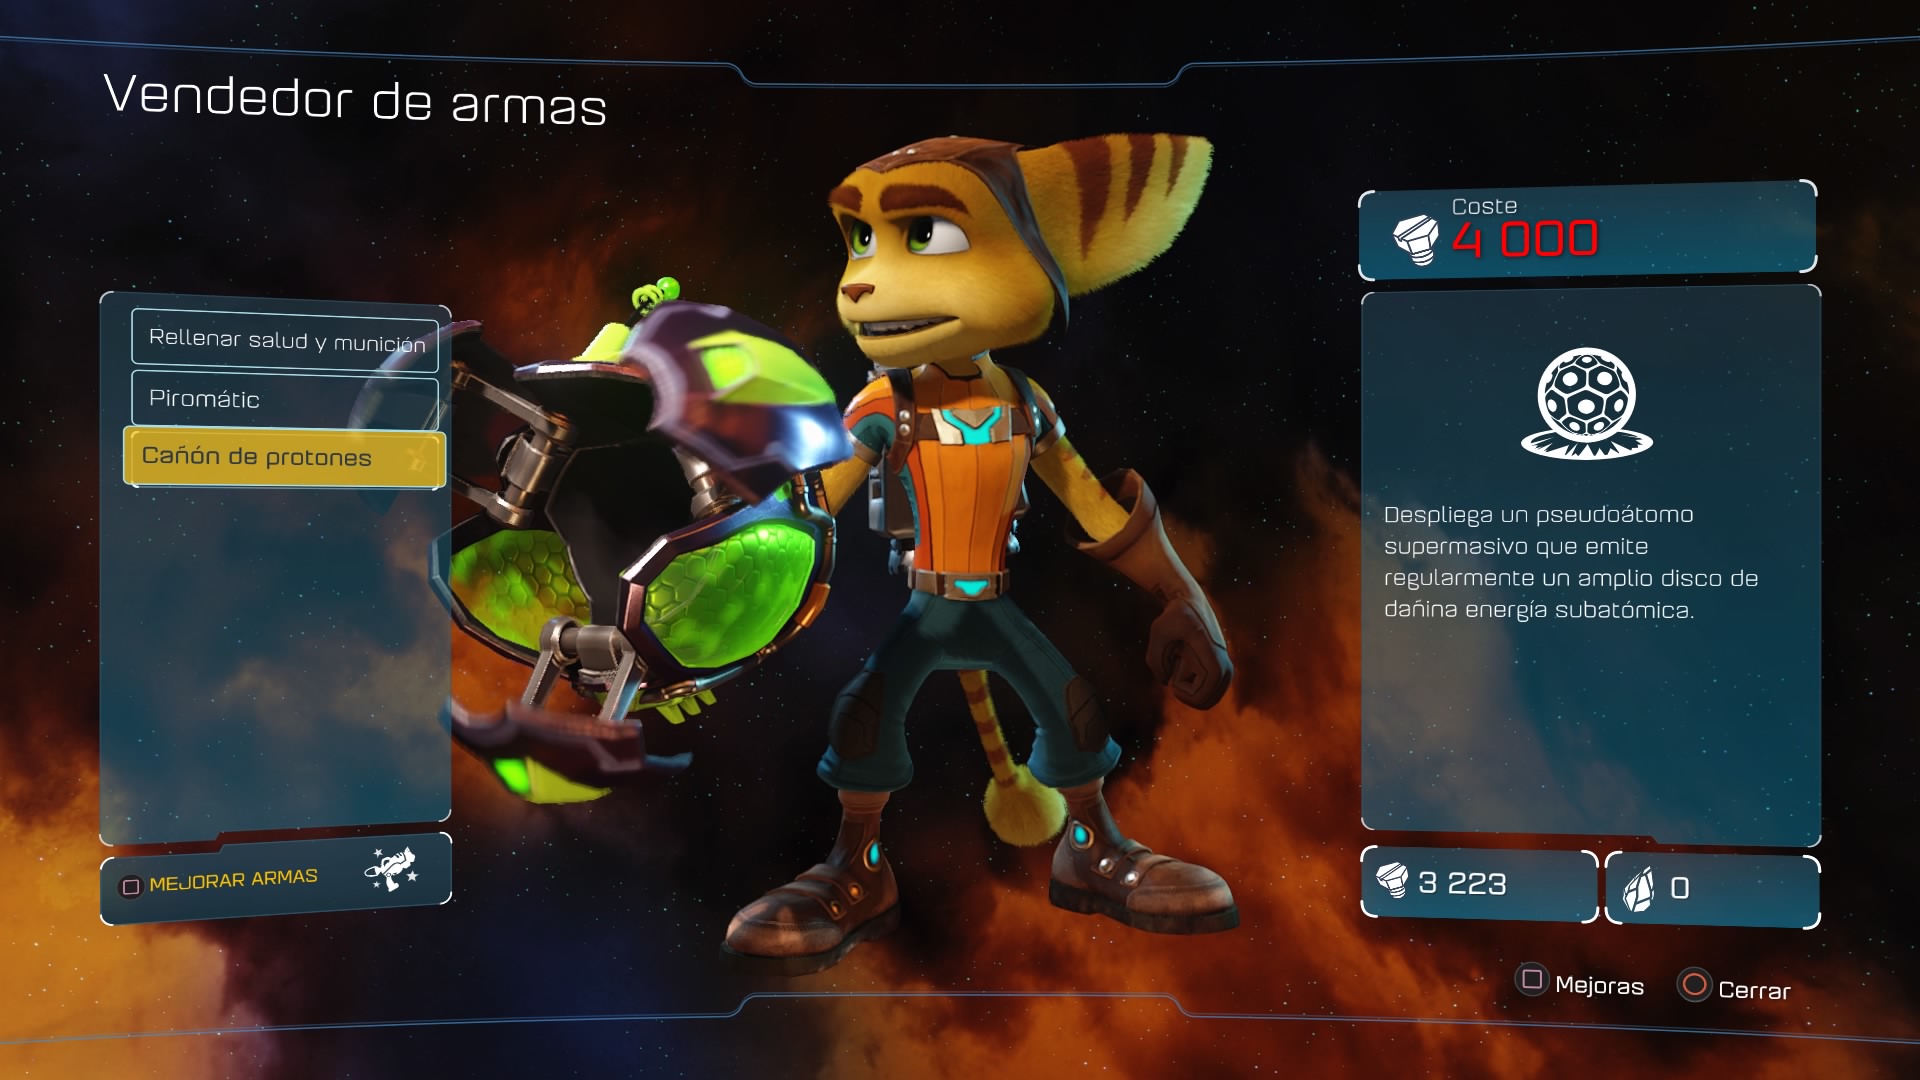 Vendedor de armas
Rellenar salud y munición
Piromátic
Cañón de protones
MEJORAR ARMAS
Coste
4 000
Despliega un pseudoátomo
supermasivo que emite
regularmente un amplio disco de
dañina energía subatómica.
3 223
0
Mejoras
Cerrar